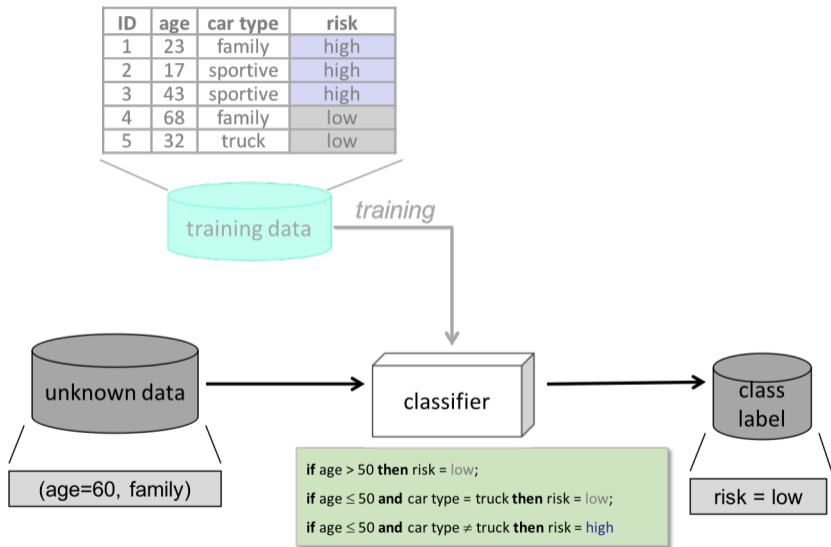 ID age car type risk
1 23 family high
2 17 sportive high
3 43 sportive high
4 68 family low
5 32 truck low
training data
training
unknown data
classifier
class
label
(age=60, family)
if age > 50 then risk = low;
if age ≤ 50 and car type = truck then risk = low;
if age ≤ 50 and car type ≠ truck then risk = high
risk = low